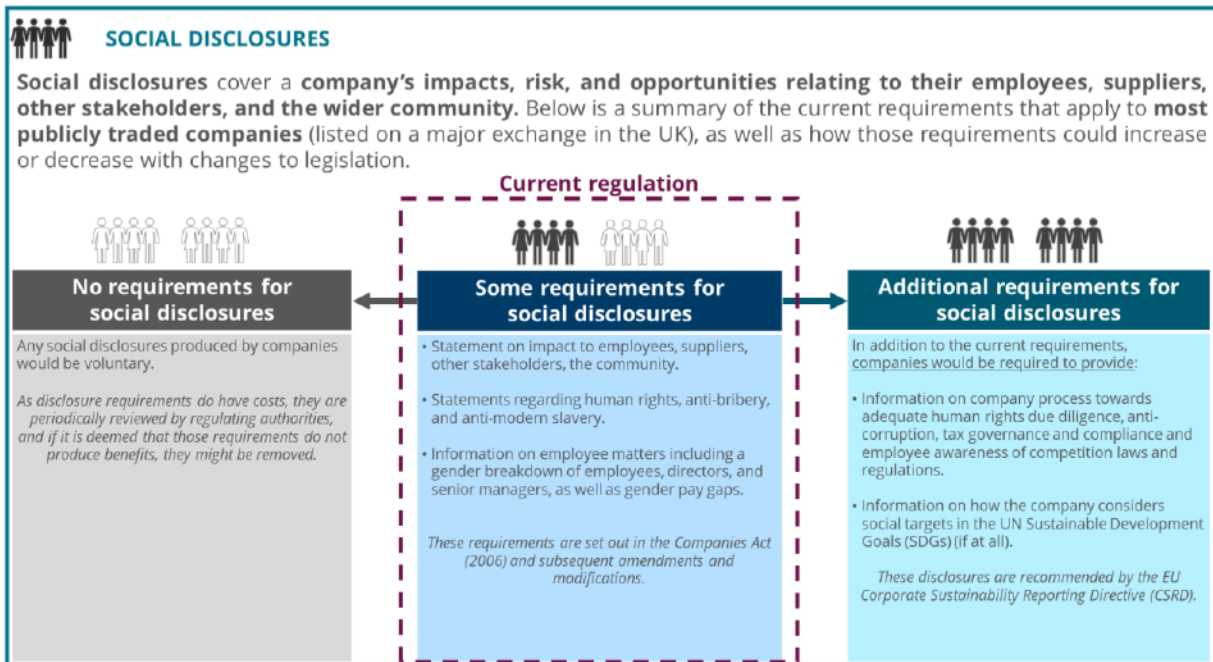 SOCIAL DISCLOSURES
Social disclosures cover a company's impacts, risk, and opportunities relating to their employees, suppliers,
other stakeholders, and the wider community. Below is a summary of the current requirements that apply to most
publicly traded companies (listed on a major exchange in the UK), as well as how those requirements could increase
or decrease with changes to legislation.
Current regulation
No requirements for
social disclosures
Any social disclosures produced by companies
would be voluntary.
As disclosure requirements do have costs, they are
periodically reviewed by regulating authorities,
and if it is deemed that those requirements do not
produce benefits, they might be removed.
Some requirements for
social disclosures
• Statement on impact to employees, suppliers,
other stakeholders, the community.
• Statements regarding human rights, anti-bribery,
and anti-modern slavery.
• Information on employee matters including a
gender breakdown of employees, directors, and
senior managers, as well as gender pay gaps.
These requirements are set out in the Companies Act
(2006) and subsequent amendments and
modifications.
Additional requirements for
social disclosures
In addition to the current requirements,
companies would be required to provide:
• Information on company process towards
adequate human rights due diligence, anti-
corruption, tax governance and compliance and
employee awareness of competition laws and
regulations.
• Information on how the company considers
social targets in the UN Sustainable Development
Goals (SDGs) (if at all).
These disclosures are recommended by the EU
Corporate Sustainability Reporting Directive (CSRD).